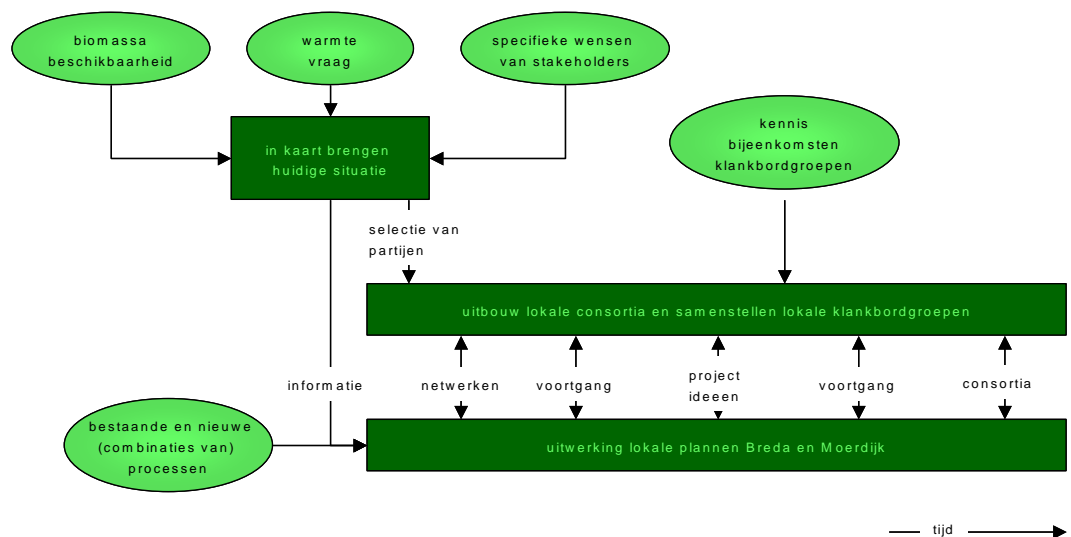 biomassa
beschikbaarheid
warmte
vraag
specifieke wensen
van stakeholders
kennis
bijeenkomsten
klankbordgroepen
in kaart brengen
huidige situatie
selectie van
partijen
uitbouw lokale consortia en samenstellen lokale klankbordgroepen
informatie
netwerken
voortgang
project
ideeen
voortgang
consortia
bestaande en nieuwe
(combinaties van)
processen
uitwerking lokale plannen Breda en Moerdijk
tijd